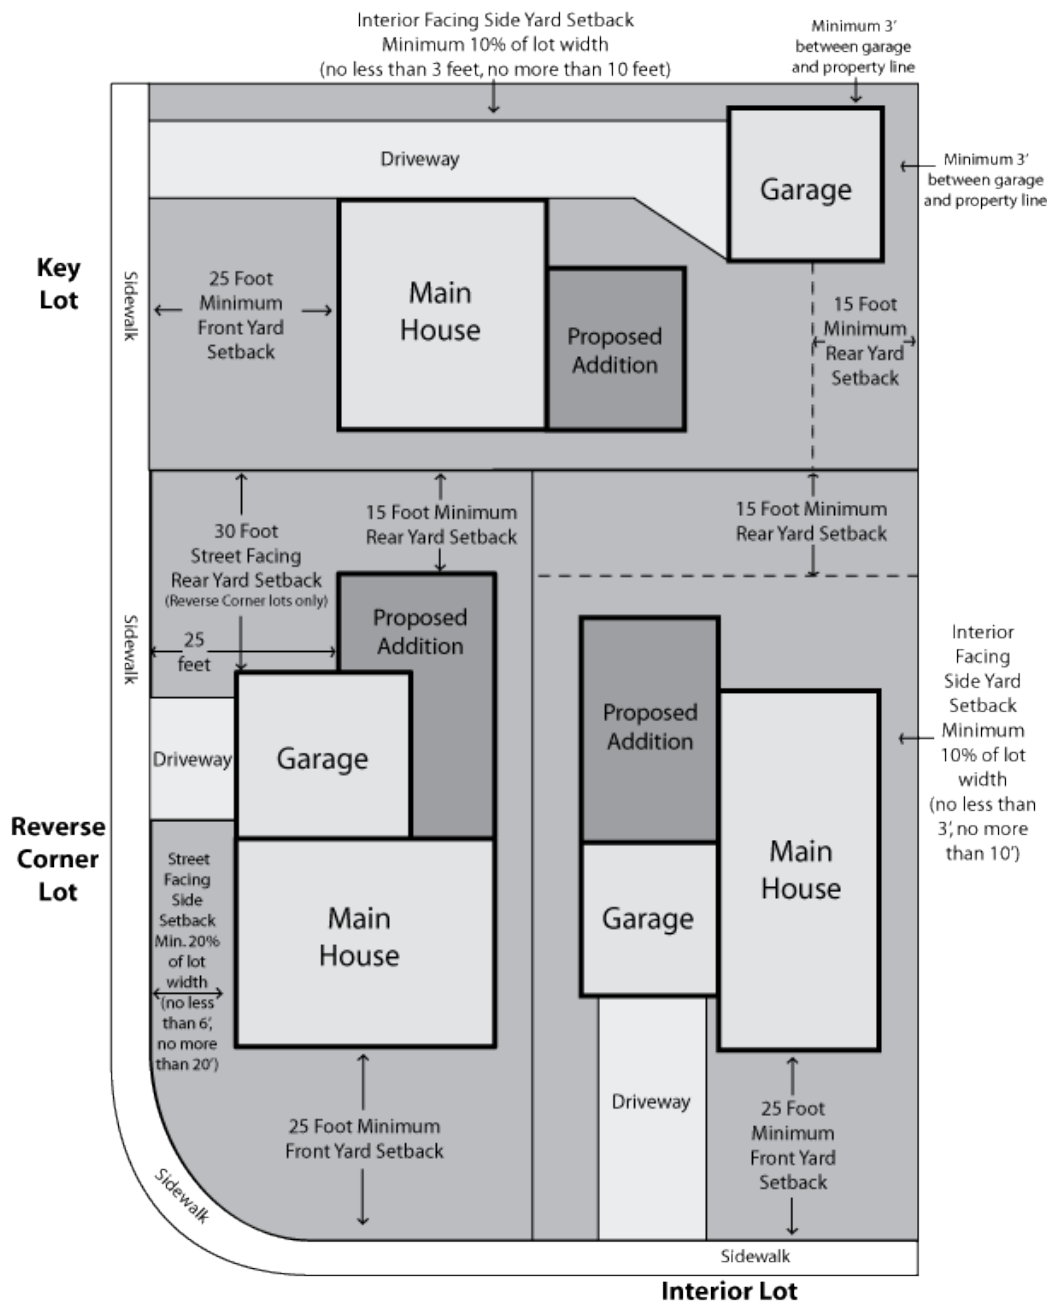 Interior Facing Side Yard Setback
Minimum 10% of lot width
(no less than 3 feet, no more than 10 feet)
Minimum 3'
between garage
and property line
Driveway
Garage
Minimum 3'
between garage
and property line
Key
Lot
Sidewalk
25 Foot
Minimum
Front Yard
Setback
Main
House
Proposed
Addition
15 Foot
Minimum
Rear Yard
Setback
30 Foot
Street Facing
Rear Yard Setback
(Reverse Corner lots only)
15 Foot Minimum
Rear Yard Setback
15 Foot Minimum
Rear Yard Setback
Sidewalk
25
feet
Proposed
Addition
Driveway
Garage
Reverse
Corner
Lot
Street
Facing
Side
Setback
Min. 20%
of lot
width
(no less
than 6',
no more
than 20')
Main
House
25 Foot Minimum
Front Yard Setback
Sidewalk
Proposed
Addition
Garage
Main
House
Interior
Facing
Side Yard
Setback
Minimum
10% of lot
width
(no less than
3', no more
than 10')
Driveway
25 Foot
Minimum
Front Yard
Setback
Sidewalk
Interior Lot